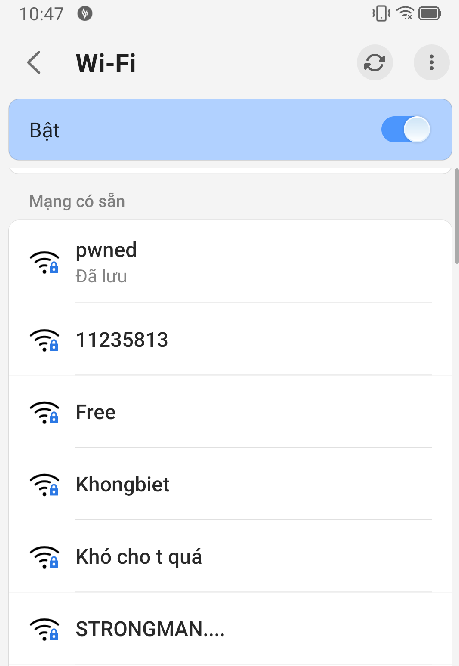 10:47
Wi-Fi
Bật
Mạng có sẵn
pwned
Đã lưu
11235813
Free
Khongbiet
Khó cho t quá
STRONGMAN....